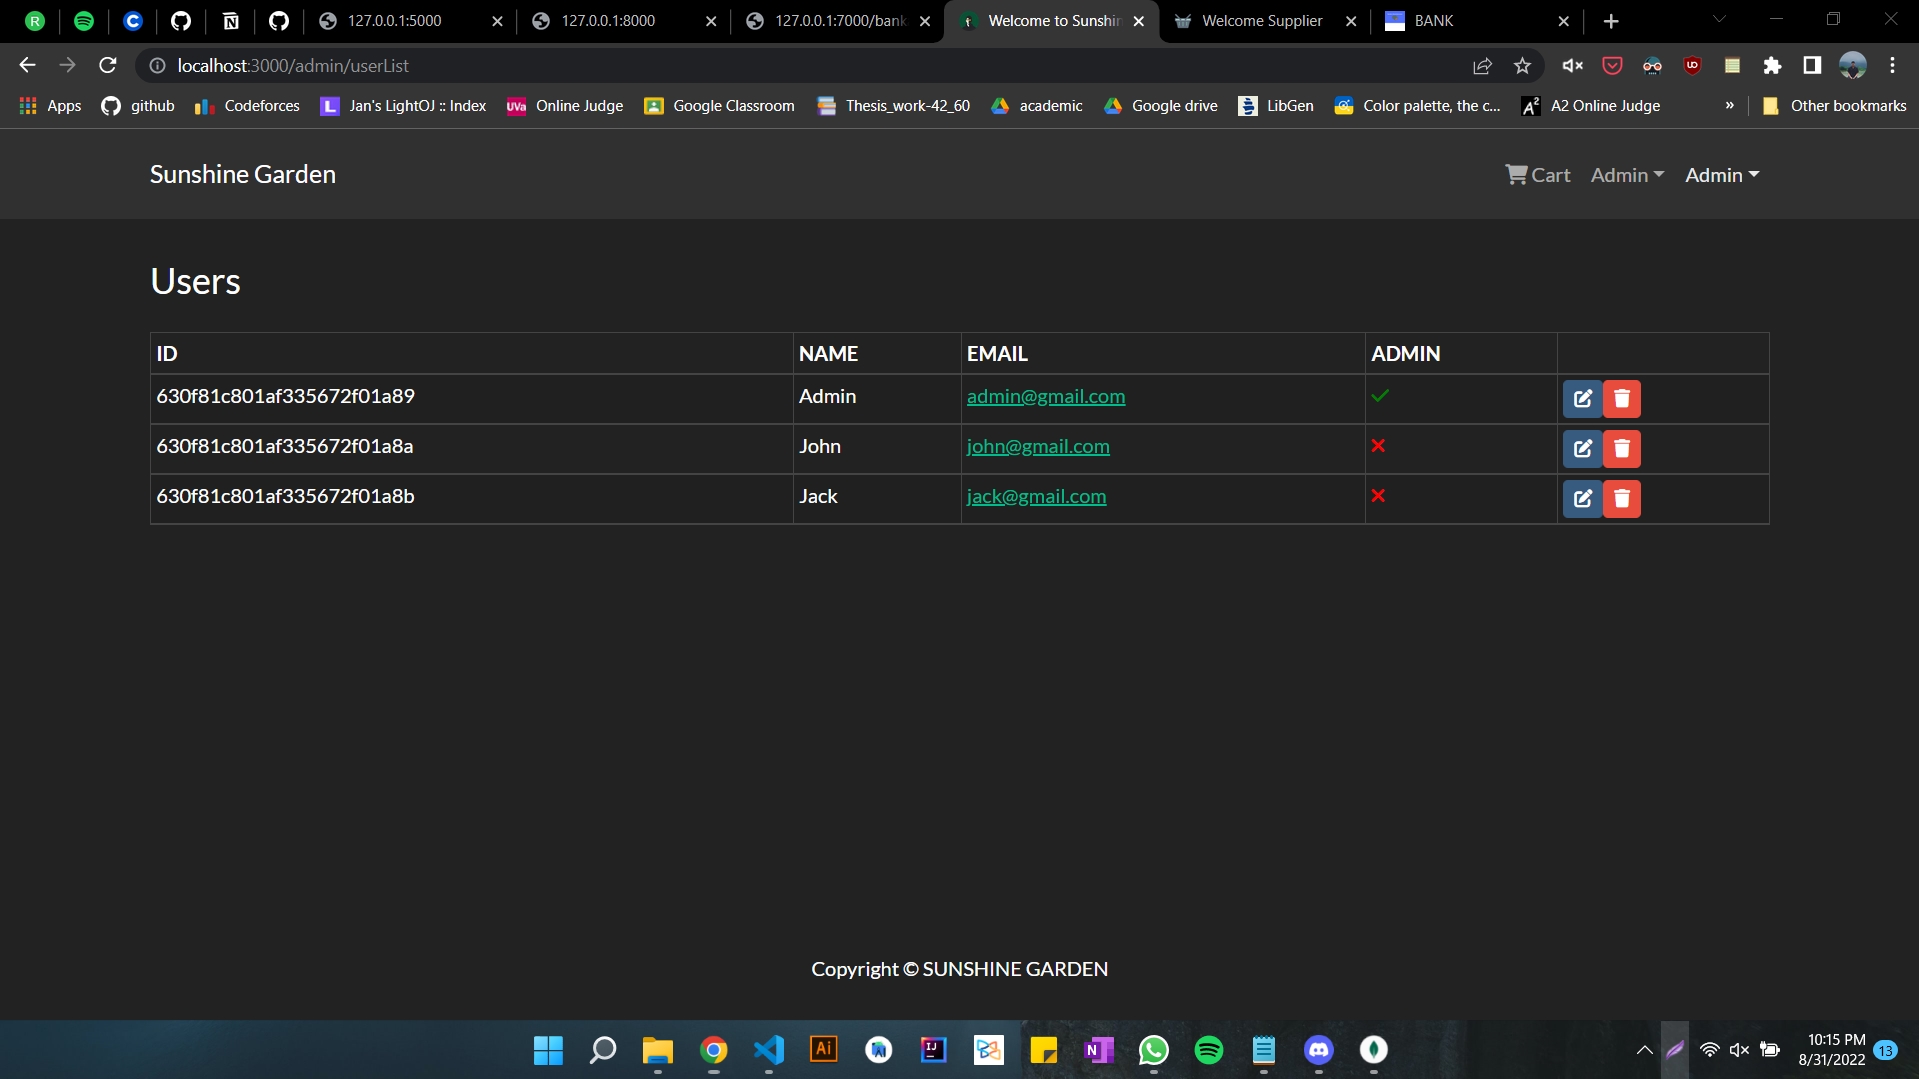 127.0.0.1:5000
127.0.0.1:8000
127.0.0.1:7000/bank
Welcome to Sunshin
Welcome Supplier
BANK
localhost:3000/admin/userList
Apps
github
Codeforces
Jan's LightOJ :: Index
Online Judge
Google Classroom
Thesis_work-42_60
academic
Google drive
LibGen
Color palette, the c...
A2 Online Judge
»
Other bookmarks
Sunshine Garden
Cart
Admin
Admin
Users
ID NAME EMAIL ADMIN
630f81c801af335672f01a89 Admin admin@gmail.com
630f81c801af335672f01a8a John john@gmail.com
630f81c801af335672f01a8b Jack jack@gmail.com
Copyright © SUNSHINE GARDEN
10:15 PM
8/31/2022
13